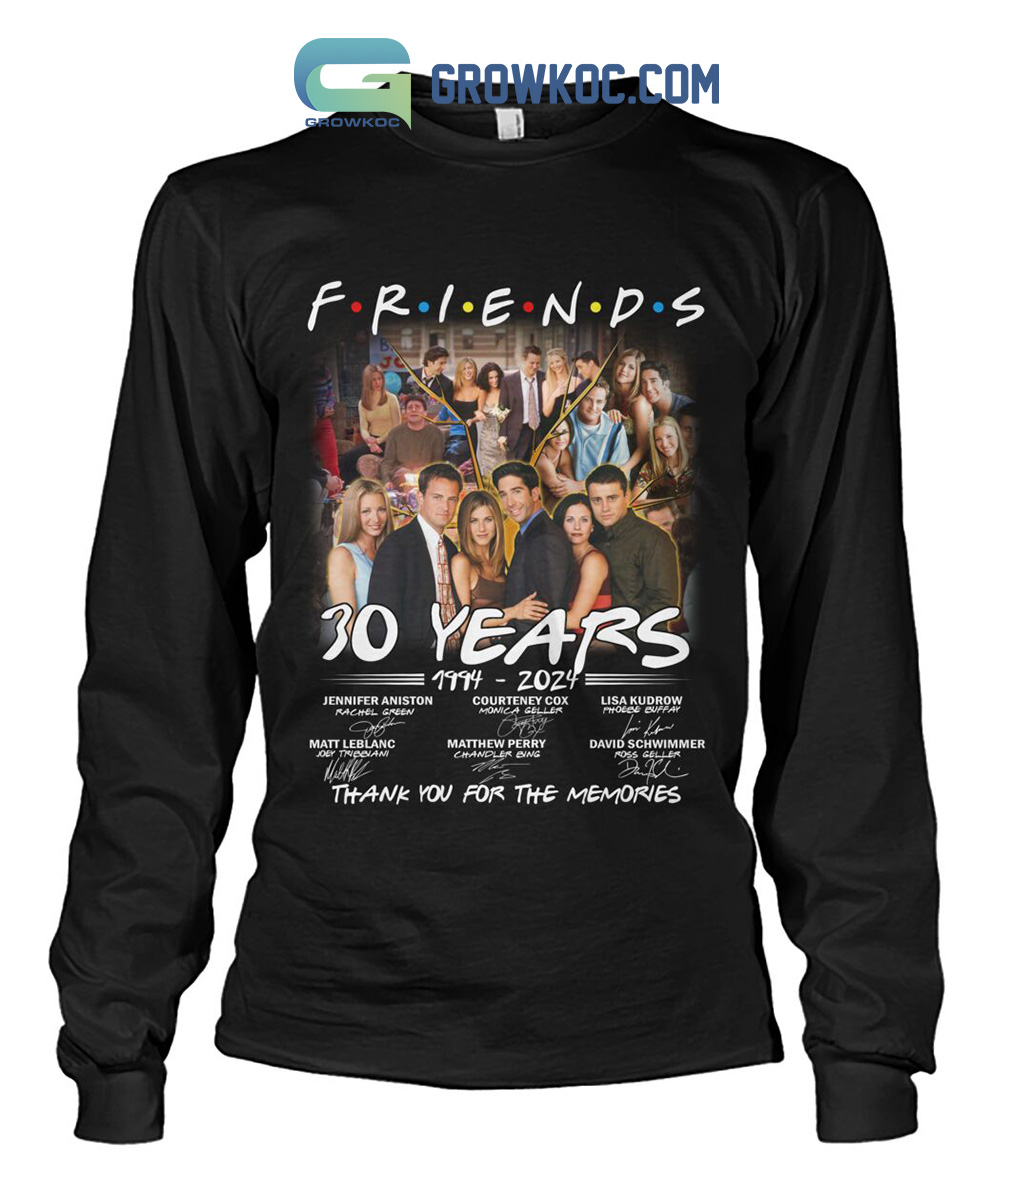 GROWKOC.COM
GROWKOC
F•R•I•E•N•D•S
30 YEARS
1994 - 2024
JENNIFER ANISTON COURTENEY COX LISA KUDROW
RACHEL GREEN MONICA GELLER PHOEBE BUFFAY
MATT LEBLANC MATTHEW PERRY DAVID SCHWIMMER
JOEY TRIBBIANI CHANDLER BING ROSS GELLER
THANK YOU FOR THE MEMORIES